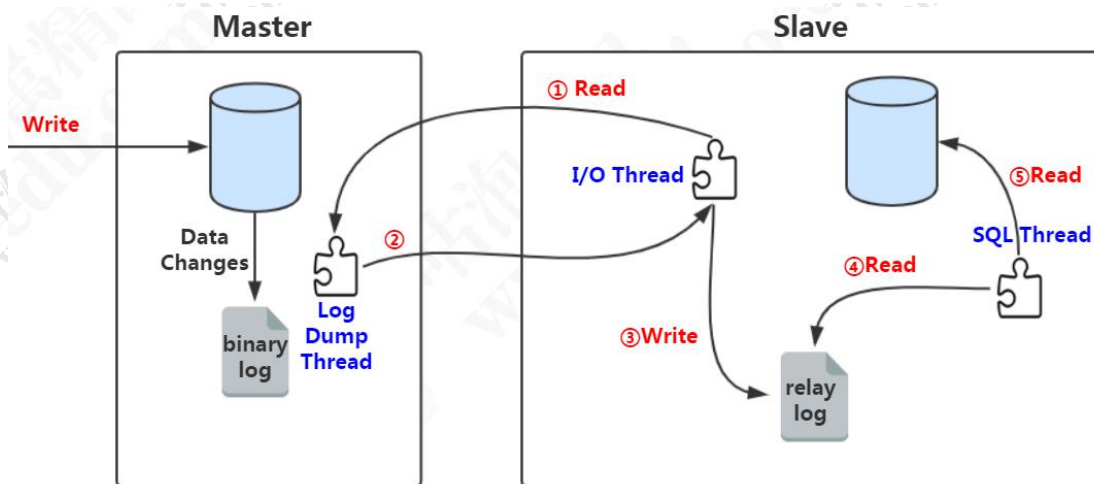 Master
Slave
Write
① Read
I/O Thread
⑤Read
Data
Changes
②
SQL Thread
④Read
Log
Dump
Thread
binary
log
③Write
relay
log